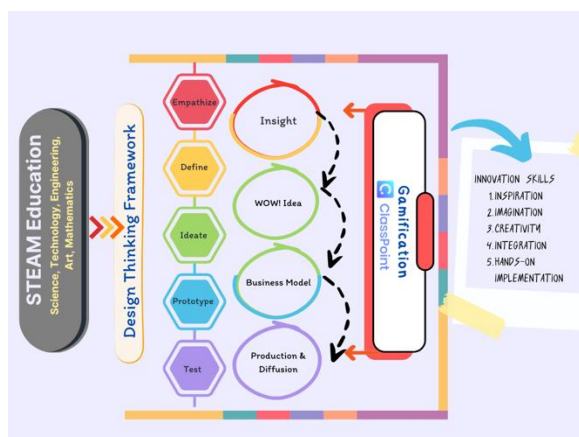 STEAM Education
Science, Technology, Engineering,
Art, Mathematics
Design Thinking Framework
Empathize
Define
Ideate
Prototype
Test
Insight
WOW! Idea
Business Model
Production &
Diffusion
Gamification
ClassPoint
INNOVATION SKILLS
1. INSPIRATION
2. IMAGINATION
3. CREATIVITY
4. INTEGRATION
5. HANDS-ON
IMPLEMENTATION